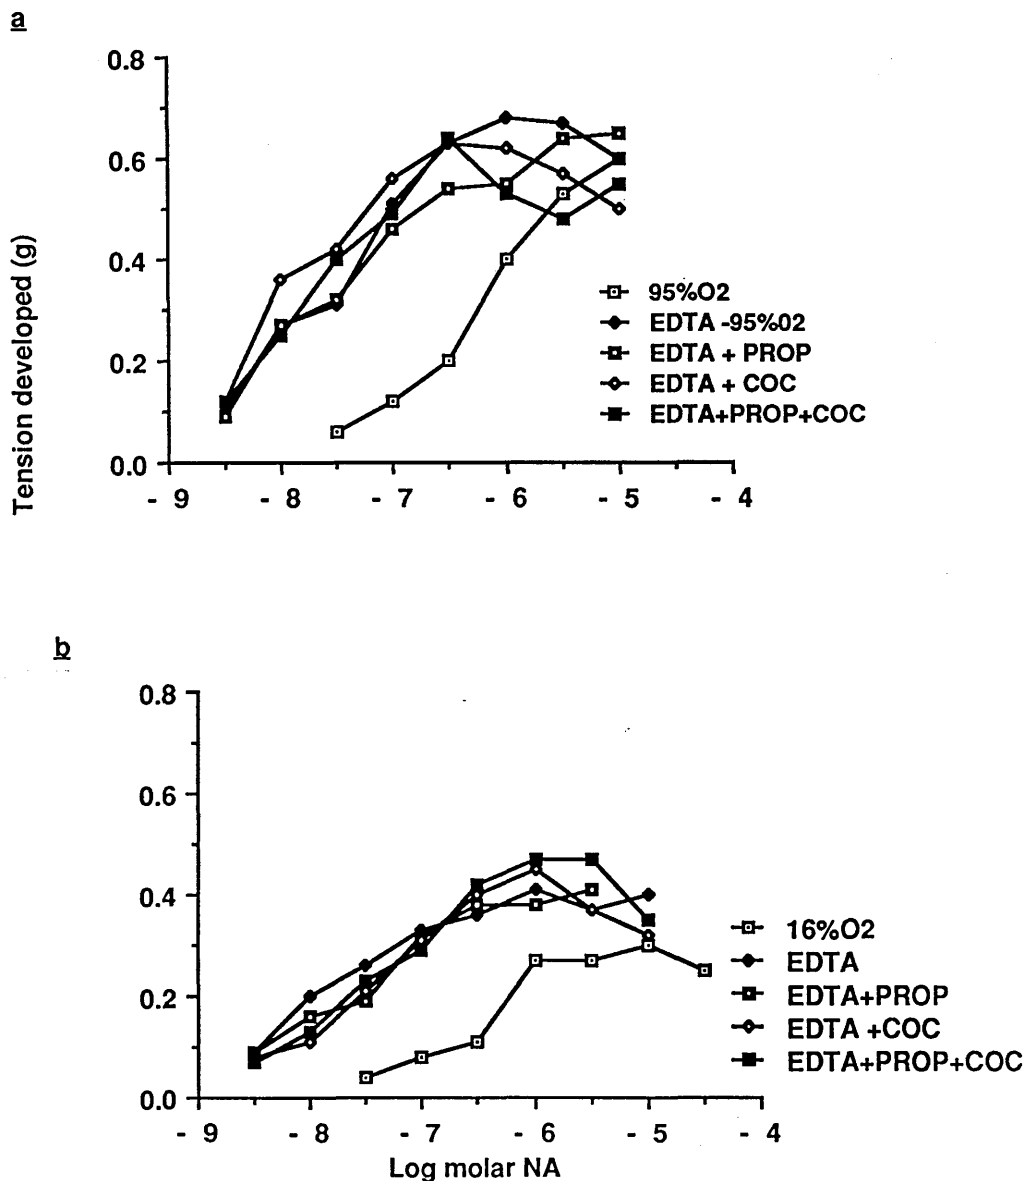 a
0.8
0.6
0.4
0.2
0.0
Tension developed (g)
- 9 - 8 - 7 - 6 - 5 - 4
95%O2
EDTA -95%02
EDTA + PROP
EDTA + COC
EDTA+PROP+COC
b
0.8
0.6
0.4
0.2
0.0
- 9 - 8 - 7 - 6 - 5 - 4
Log molar NA
16%O2
EDTA
EDTA+PROP
EDTA +COC
EDTA+PROP+COC